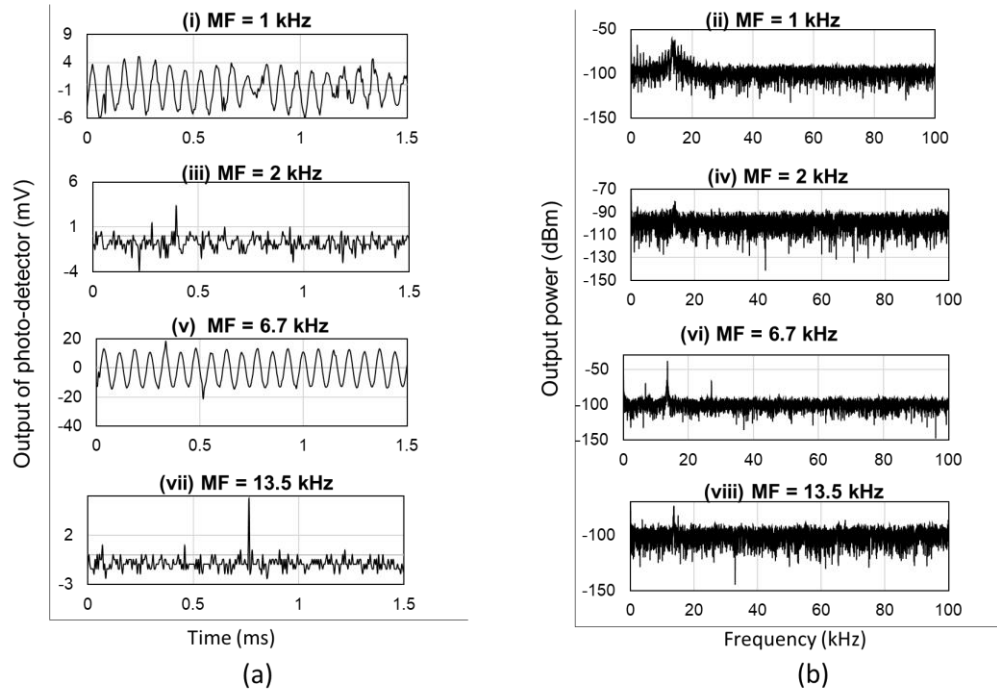 (i) MF = 1 kHz
9
4
-1
-6
0 0.5 1 1.5
(iii) MF = 2 kHz
6
1
-4
0 0.5 1 1.5
(v) MF = 6.7 kHz
20
0
-20
-40
0 0.5 1 1.5
(vii) MF = 13.5 kHz
2
-3
0 0.5 1 1.5
Output of photo-detector (mV)
Time (ms)
(a)
(ii) MF = 1 kHz
-50
-100
-150
0 20 40 60 80 100
(iv) MF = 2 kHz
-70
-90
-110
-130
-150
0 20 40 60 80 100
(vi) MF = 6.7 kHz
-50
-100
-150
0 20 40 60 80 100
(viii) MF = 13.5 kHz
-100
-150
0 20 40 60 80 100
Output power (dBm)
Frequency (kHz)
(b)